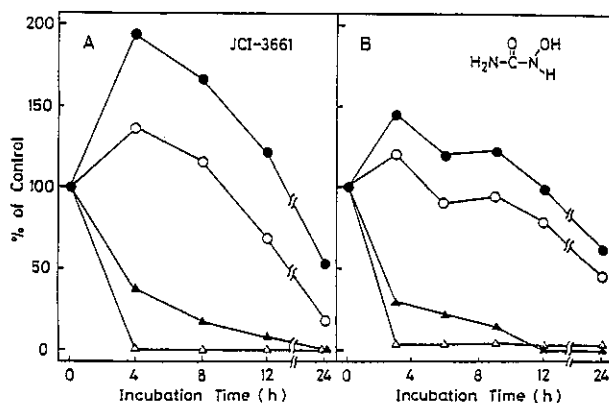 % of Control
200
150
100
50
0
A
JCI-3661
0
4
8
12
24
Incubation Time (h)
B
O
OH
H₂N-C-N
H
0
4
8
12
24
Incubation Time (h)